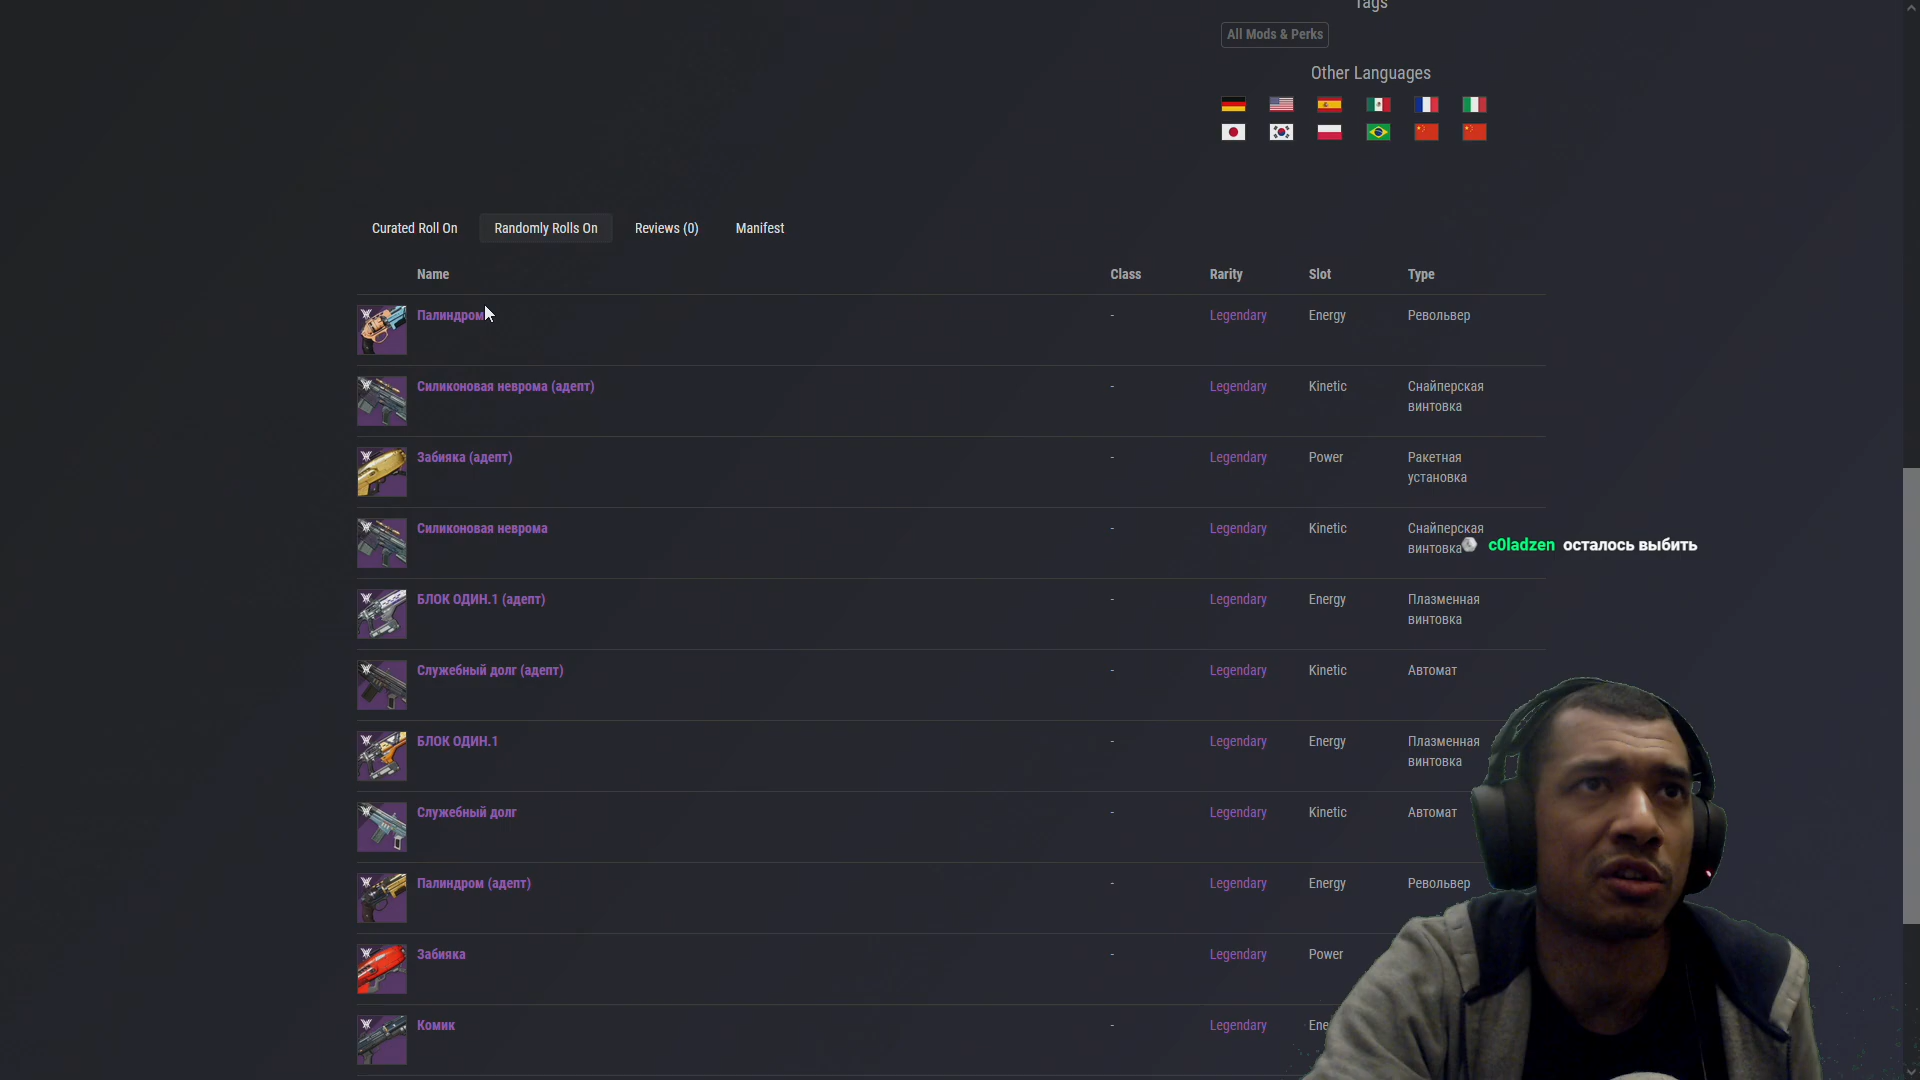 Tags
All Mods & Perks
Other Languages
Curated Roll On Randomly Rolls On Reviews (0) Manifest
Name Class Rarity Slot Type
Палиндром - Legendary Energy Револьвер
Силиконовая неврома (адепт) - Legendary Kinetic Снайперская
винтовка
Забияка (адепт) - Legendary Power Ракетная
установка
Силиконовая неврома - Legendary Kinetic Снайперская
винтовка
c0ladzen осталось выбить
БЛОК ОДИН.1 (адепт) - Legendary Energy Плазменная
винтовка
Служебный долг (адепт) - Legendary Kinetic Автомат
БЛОК ОДИН.1 - Legendary Energy Плазменная
винтовка
Служебный долг - Legendary Kinetic Автомат
Палиндром (адепт) - Legendary Energy Револьвер
Забияка - Legendary Power
Комик - Legendary Ene